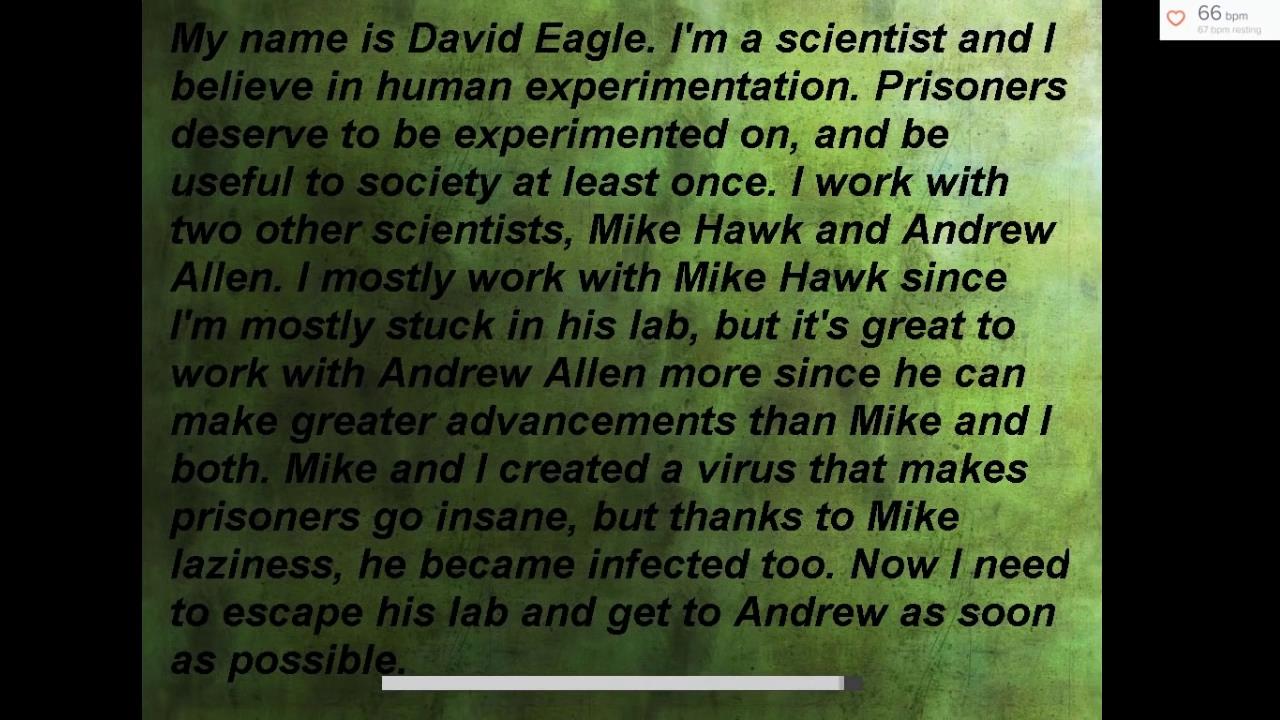 My name is David Eagle. I'm a scientist and I
believe in human experimentation. Prisoners
deserve to be experimented on, and be
useful to society at least once. I work with
two other scientists, Mike Hawk and Andrew
Allen. I mostly work with Mike Hawk since
I'm mostly stuck in his lab, but it's great to
work with Andrew Allen more since he can
make greater advancements than Mike and I
both. Mike and I created a virus that makes
prisoners go insane, but thanks to Mike
laziness, he became infected too. Now I need
to escape his lab and get to Andrew as soon
as possible.
66 bpm
67 bpm resting